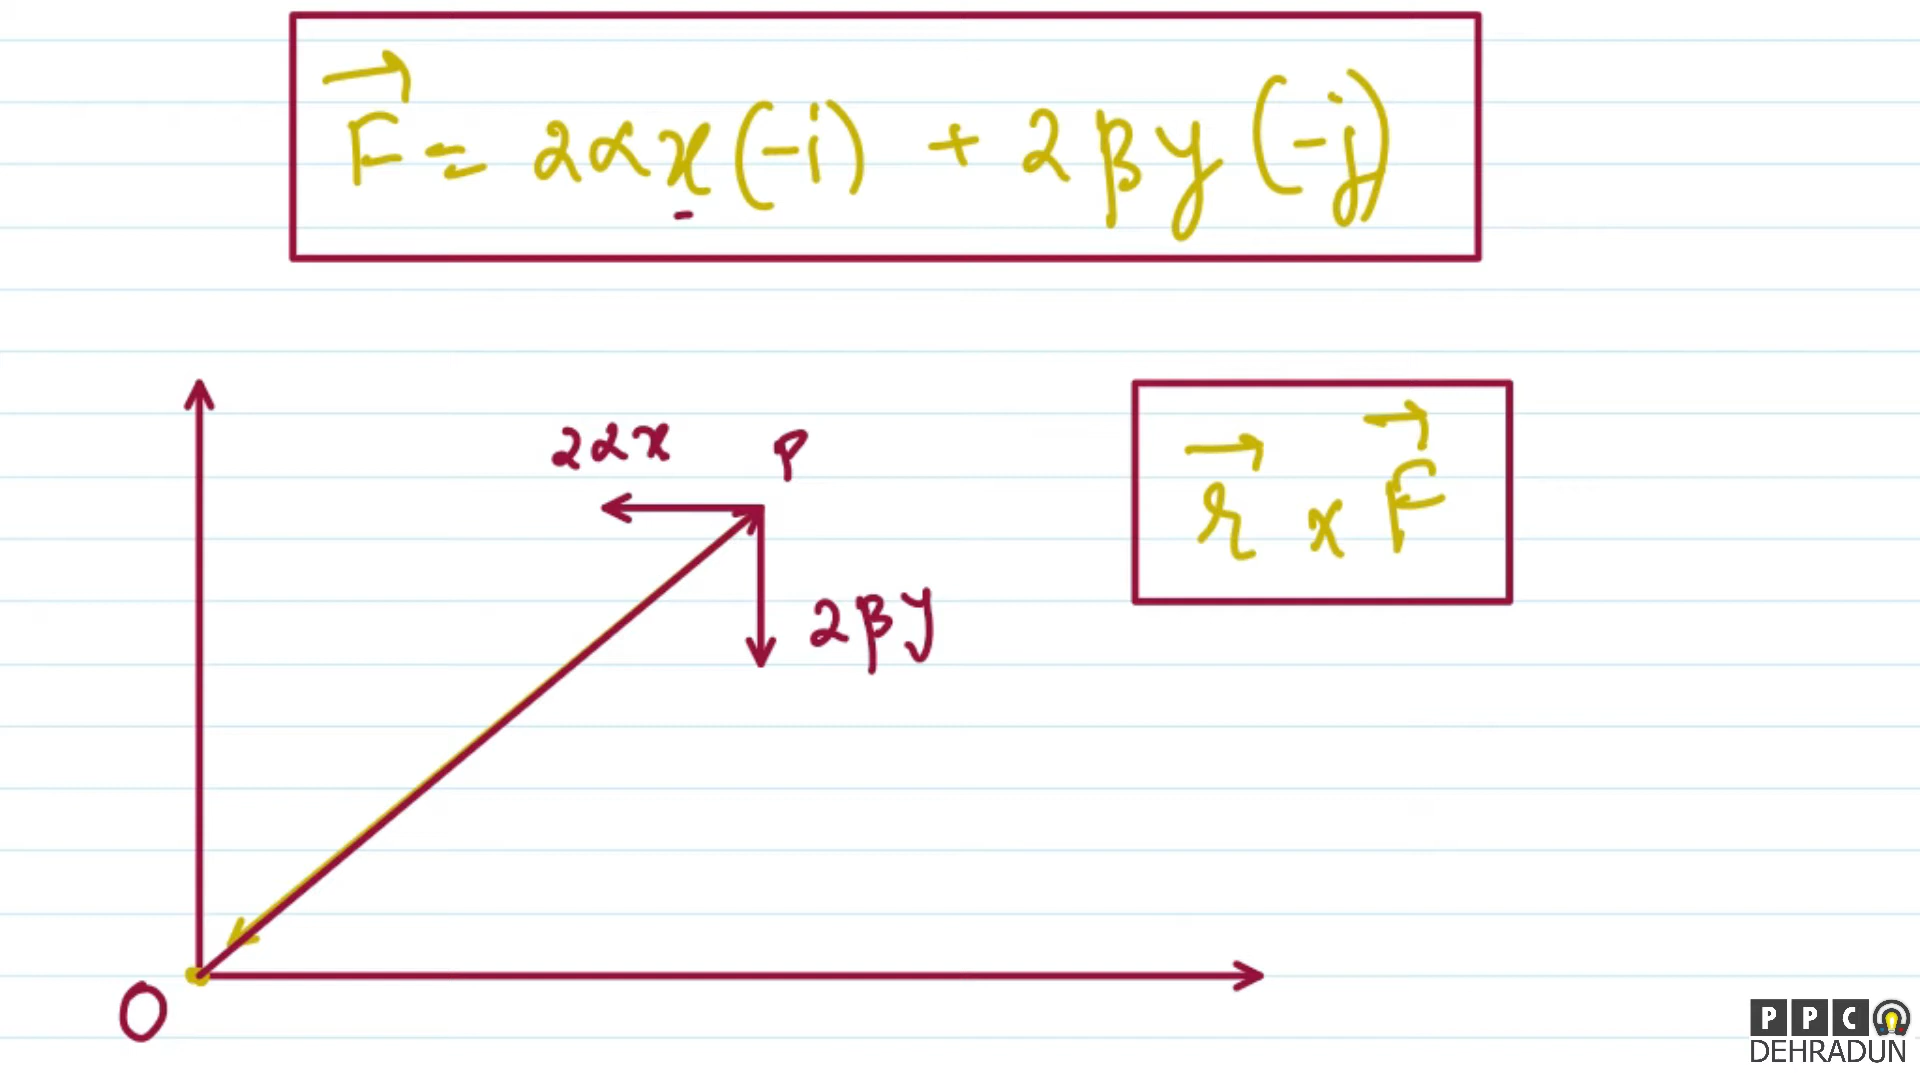 F = 2αx(-i) + 2βy(-j)
2αx
P
r × F
2βy
O
PPC
DEHRADUN